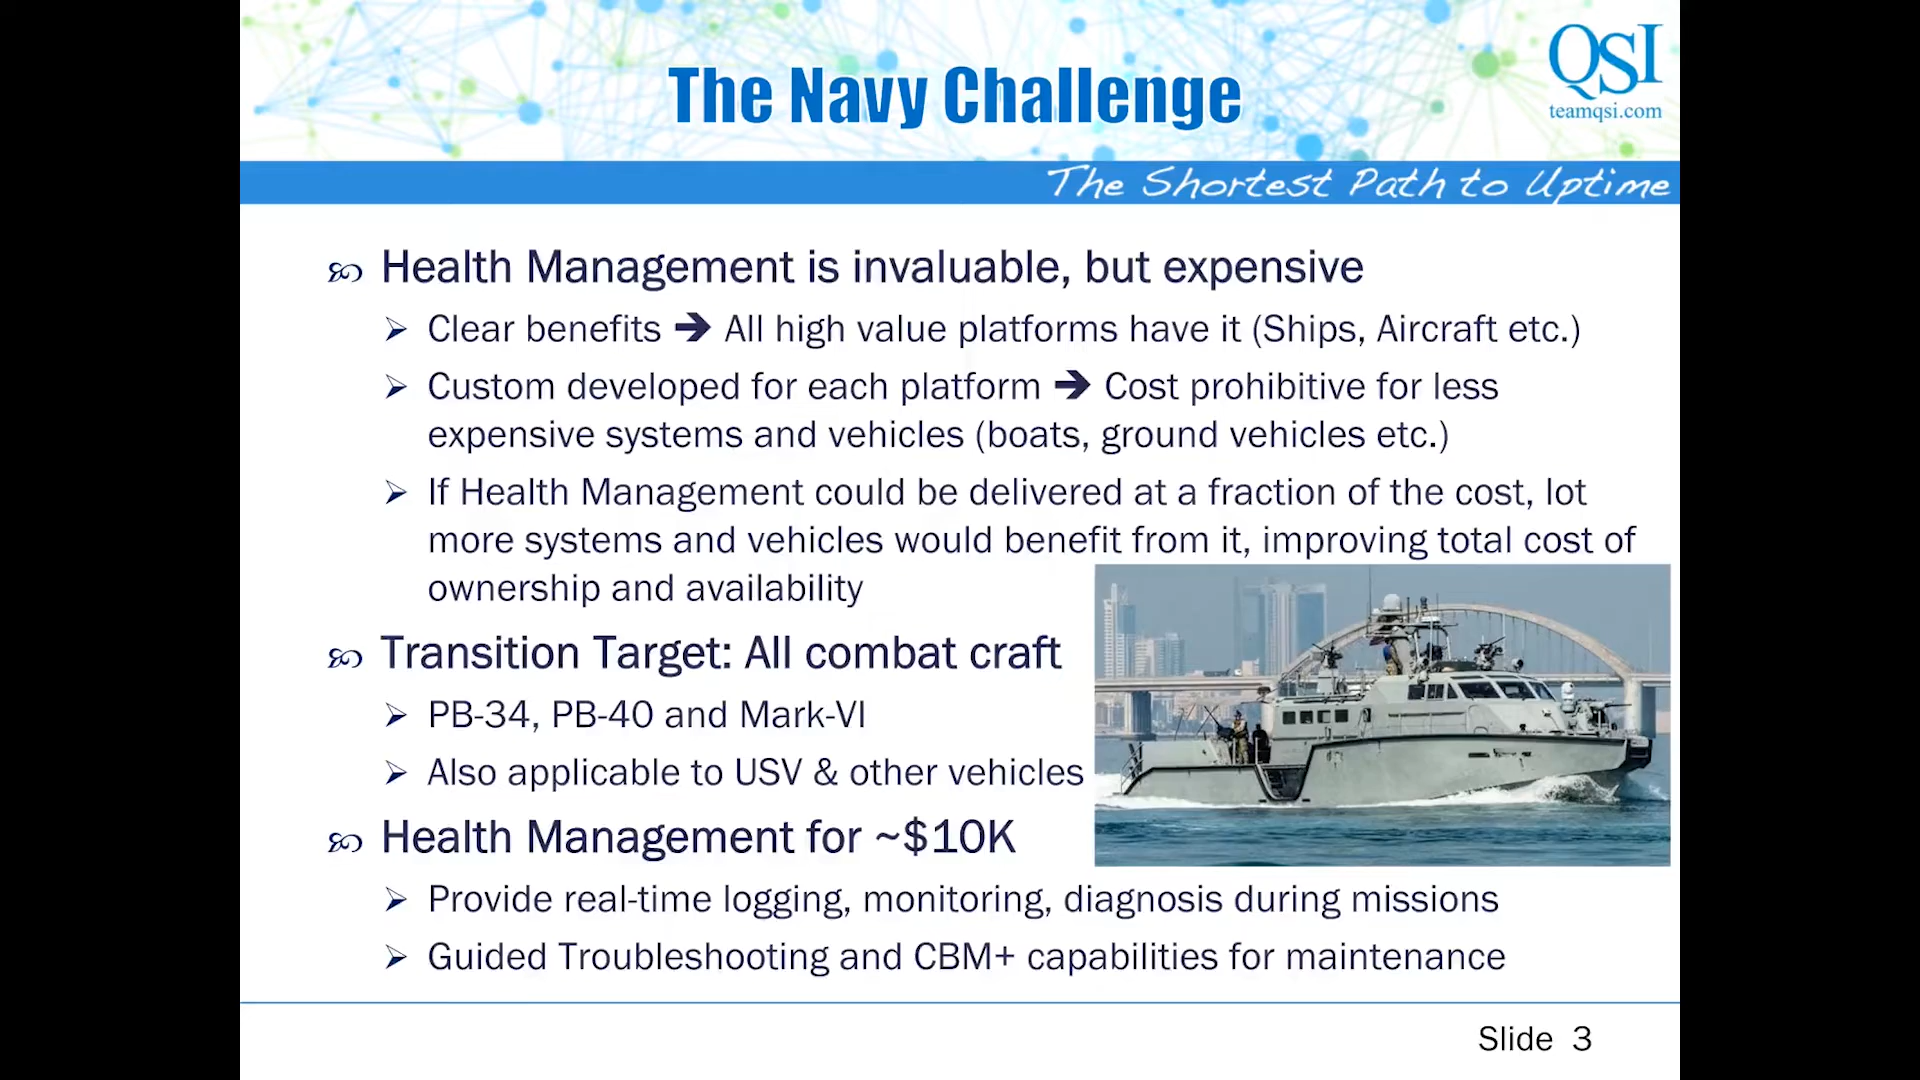 The Navy Challenge
QSI
teamqsi.com
The Shortest Path to Uptime
Health Management is invaluable, but expensive
Clear benefits → All high value platforms have it (Ships, Aircraft etc.)
Custom developed for each platform → Cost prohibitive for less
expensive systems and vehicles (boats, ground vehicles etc.)
If Health Management could be delivered at a fraction of the cost, lot
more systems and vehicles would benefit from it, improving total cost of
ownership and availability
Transition Target: All combat craft
PB-34, PB-40 and Mark-VI
Also applicable to USV & other vehicles
Health Management for ~$10K
Provide real-time logging, monitoring, diagnosis during missions
Guided Troubleshooting and CBM+ capabilities for maintenance
Slide 3